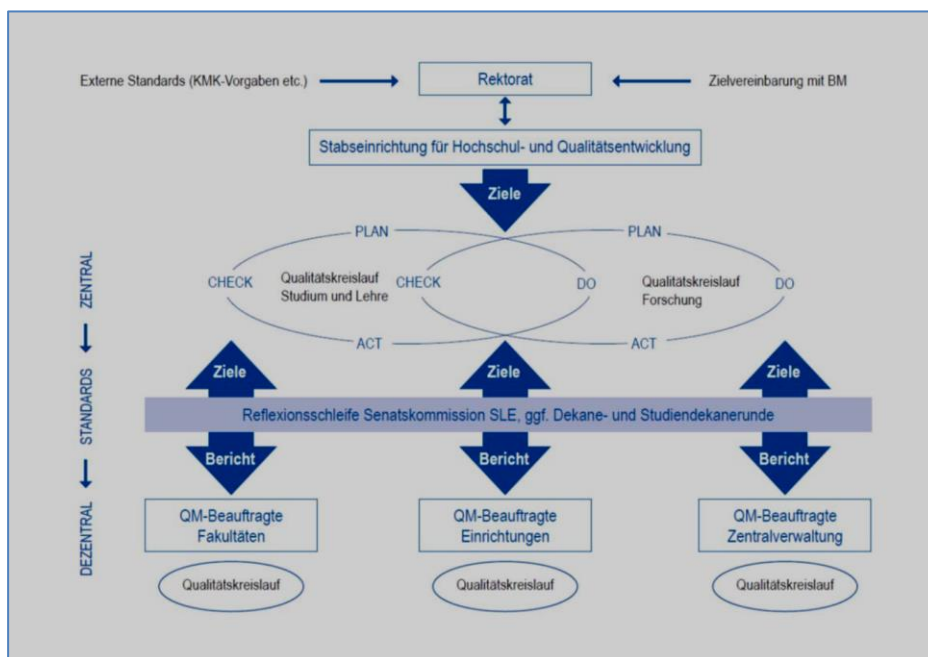 Externe Standards (KMK-Vorgaben etc.)
Rektorat
Zielvereinbarung mit BM
Stabseinrichtung für Hochschul- und Qualitätsentwicklung
Ziele
PLAN
PLAN
CHECK
Qualitätskreislauf
Studium und Lehre
CHECK
DO
Qualitätskreislauf
Forschung
DO
ACT
ACT
ZENTRAL
STANDARDS
DEZENTRAL
Ziele
Ziele
Ziele
Reflexionsschleife Senatskommission SLE, ggf. Dekane- und Studiendekanerunde
Bericht
Bericht
Bericht
QM-Beauftragte
Fakultäten
QM-Beauftragte
Einrichtungen
QM-Beauftragte
Zentralverwaltung
Qualitätskreislauf
Qualitätskreislauf
Qualitätskreislauf